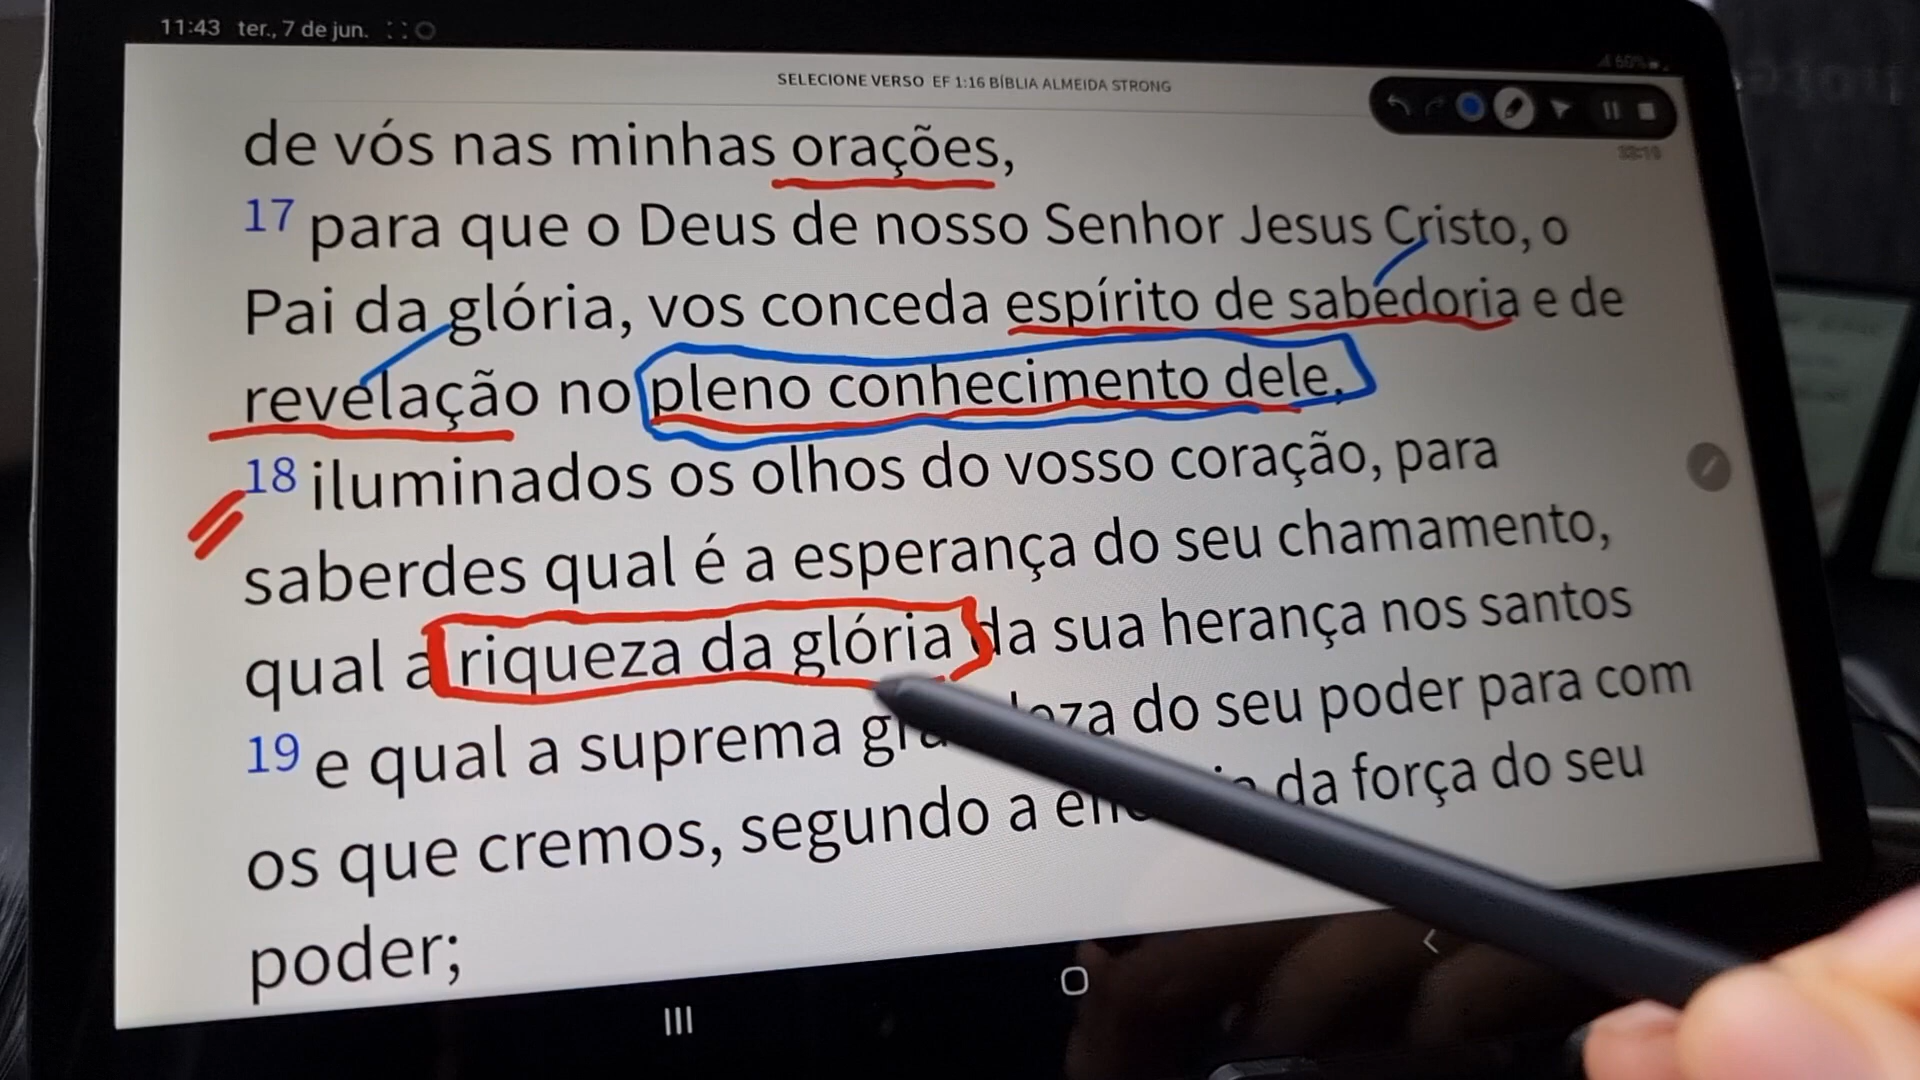 11:43 ter., 7 de jun.
60%
SELECIONE VERSO EF 1:16 BÍBLIA ALMEIDA STRONG
de vós nas minhas orações,
17 para que o Deus de nosso Senhor Jesus Cristo, o
Pai da glória, vos conceda espírito de sabedoria e de
revelação no pleno conhecimento dele,
18 iluminados os olhos do vosso coração, para
saberdes qual é a esperança do seu chamamento,
qual a riqueza da glória da sua herança nos santos
19 e qual a suprema do seu poder para com
os que cremos, segundo a da força do seu
poder;